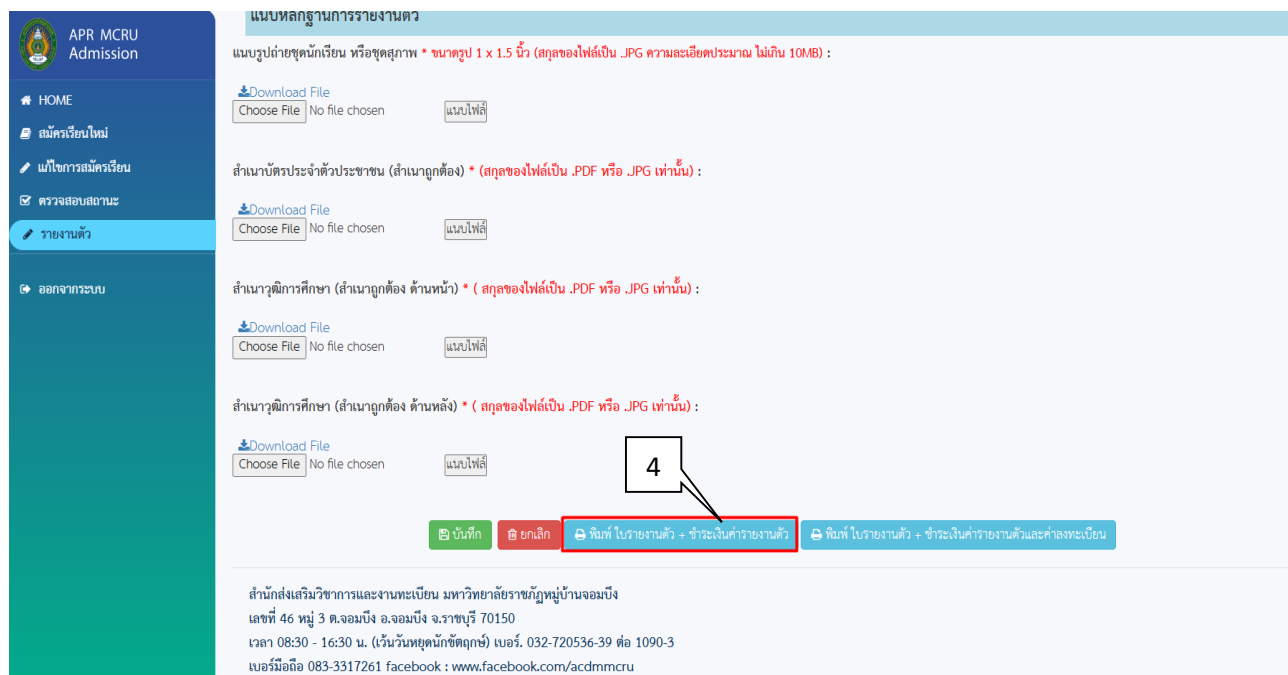 APR MCRU
Admission
HOME
สมัครเรียนใหม่
แก้ไขการสมัครเรียน
ตรวจสอบสถานะ
รายงานตัว
ออกจากระบบ
แนบหลักฐานการรายงานตัว
แนบรูปถ่ายชุดนักเรียน หรือชุดสุภาพ * ขนาดรูป 1 x 1.5 นิ้ว (สกุลของไฟล์เป็น .JPG ความละเอียดประมาณ ไม่เกิน 10MB) :
Download File
Choose File No file chosen แนบไฟล์
สำเนาบัตรประจำตัวประชาชน (สำเนาถูกต้อง) * (สกุลของไฟล์เป็น .PDF หรือ .JPG เท่านั้น) :
Download File
Choose File No file chosen แนบไฟล์
สำเนาวุฒิการศึกษา (สำเนาถูกต้อง ด้านหน้า) * ( สกุลของไฟล์เป็น .PDF หรือ .JPG เท่านั้น) :
Download File
Choose File No file chosen แนบไฟล์
สำเนาวุฒิการศึกษา (สำเนาถูกต้อง ด้านหลัง) * ( สกุลของไฟล์เป็น .PDF หรือ .JPG เท่านั้น) :
Download File
Choose File No file chosen แนบไฟล์
4
บันทึก ยกเลิก พิมพ์ ใบรายงานตัว + ชำระเงินค่ารายงานตัว พิมพ์ ใบรายงานตัว + ชำระเงินค่ารายงานตัวและค่าลงทะเบียน
สำนักส่งเสริมวิชาการและงานทะเบียน มหาวิทยาลัยราชภัฏหมู่บ้านจอมบึง
เลขที่ 46 หมู่ 3 ต.จอมบึง อ.จอมบึง จ.ราชบุรี 70150
เวลา 08:30 - 16:30 น. (เว้นวันหยุดนักขัตฤกษ์) เบอร์. 032-720536-39 ต่อ 1090-3
เบอร์มือถือ 083-3317261 facebook : www.facebook.com/acdmmcru